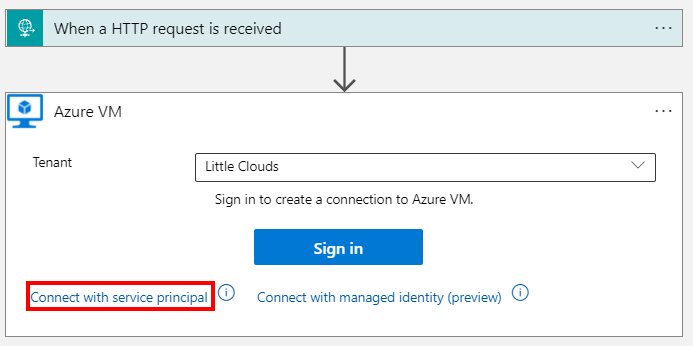 When a HTTP request is received
Azure VM
Tenant
Little Clouds
Sign in to create a connection to Azure VM.
Sign in
Connect with service principal
Connect with managed identity (preview)